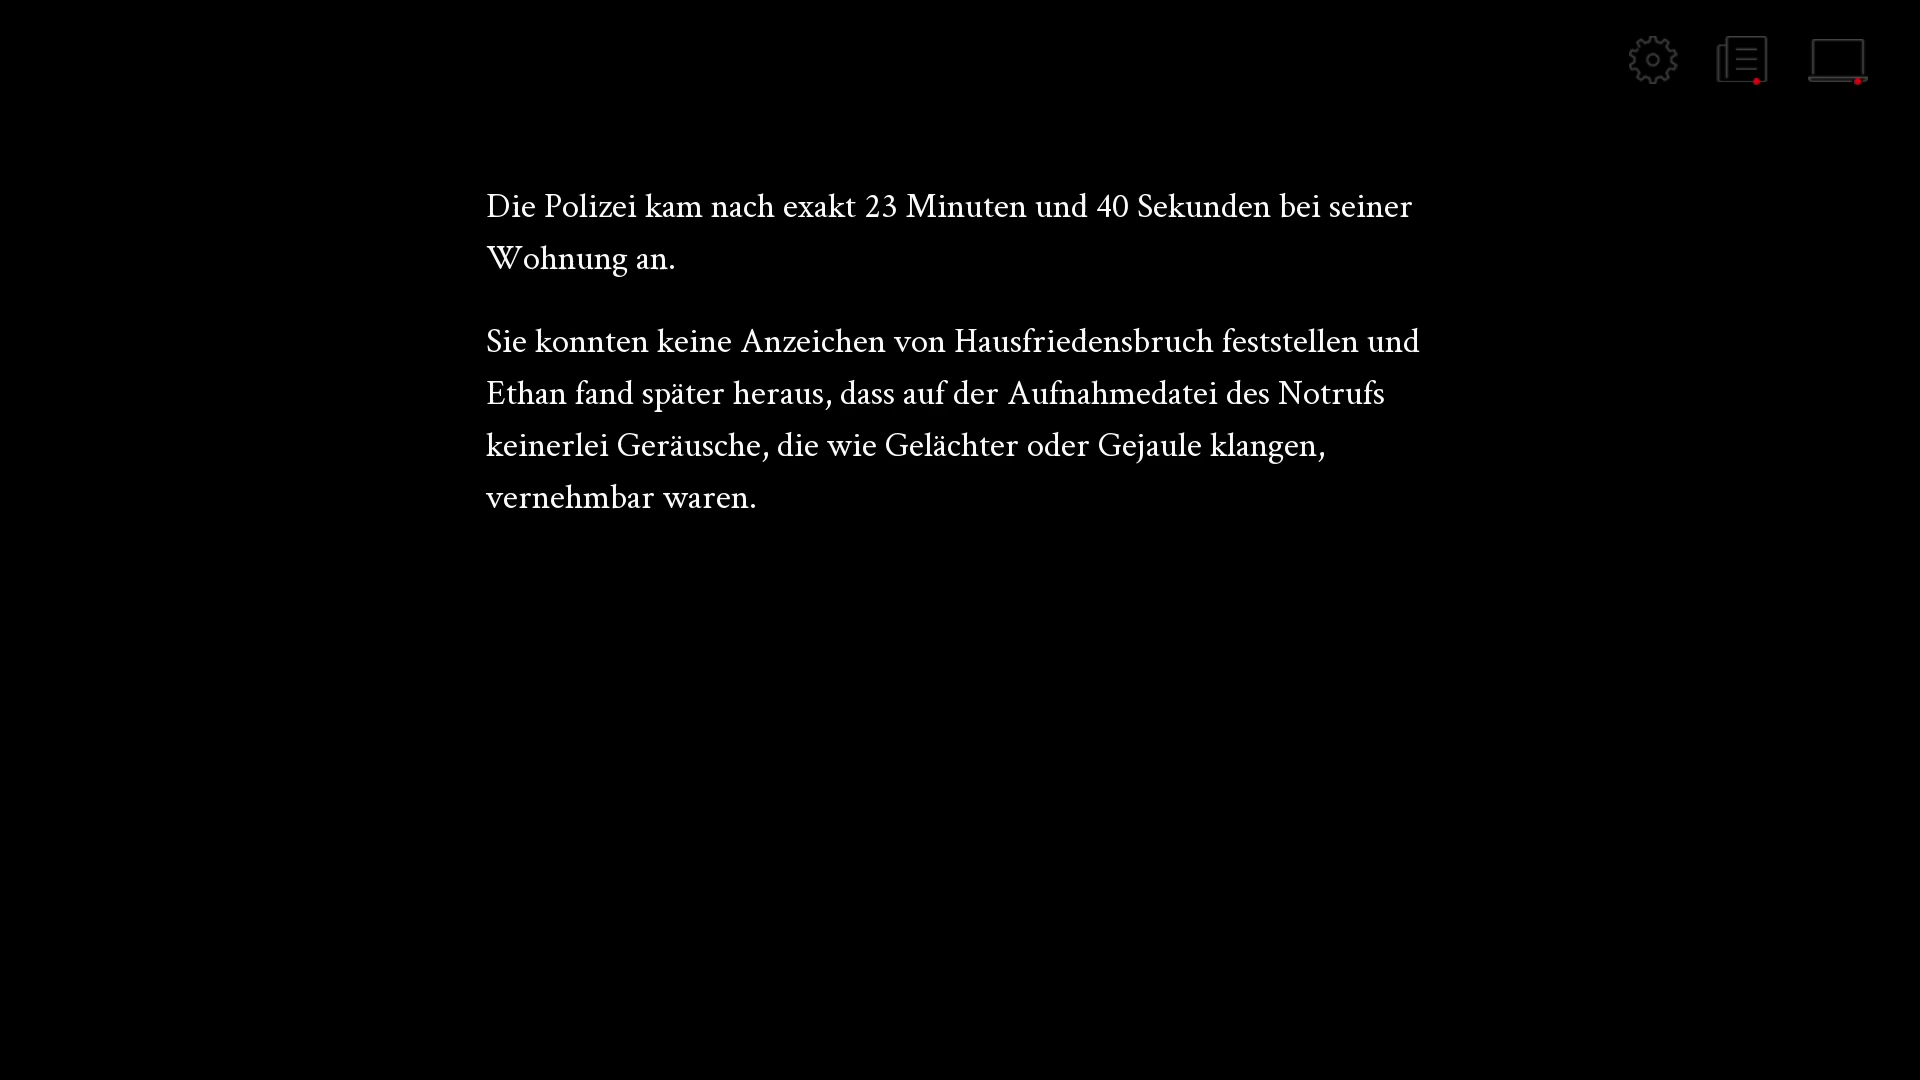 Die Polizei kam nach exakt 23 Minuten und 40 Sekunden bei seiner
Wohnung an.
Sie konnten keine Anzeichen von Hausfriedensbruch feststellen und
Ethan fand später heraus, dass auf der Aufnahmedatei des Notrufs
keinerlei Geräusche, die wie Gelächter oder Gejaule klangen,
vernehmbar waren.